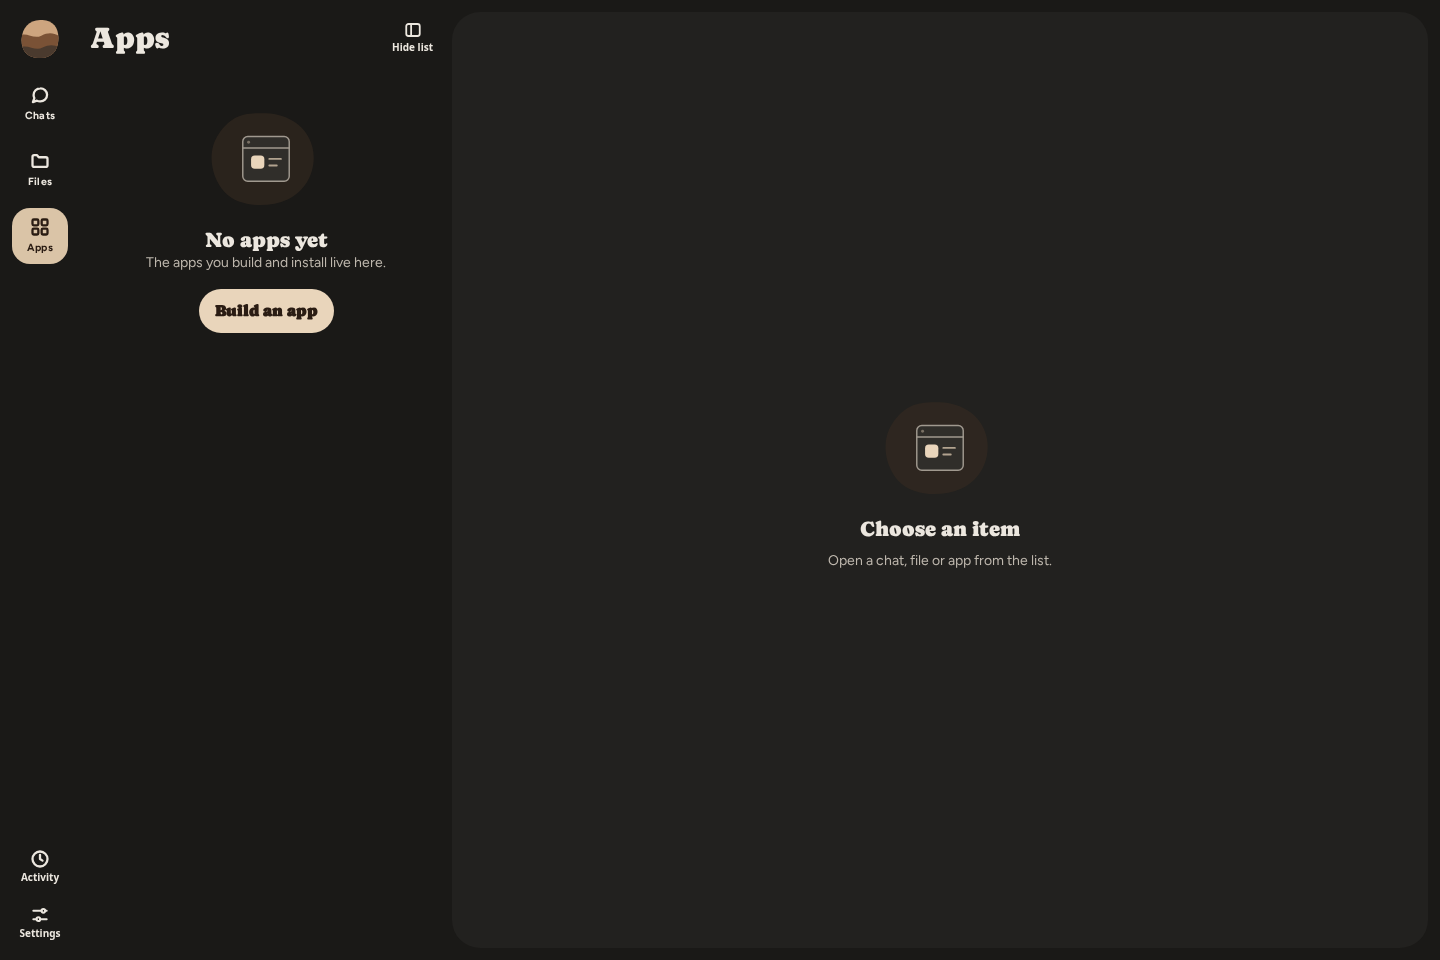 Apps
Hide list
Chats
Files
Apps
No apps yet
The apps you build and install live here.
Build an app
Choose an item
Open a chat, file or app from the list.
Activity
Settings